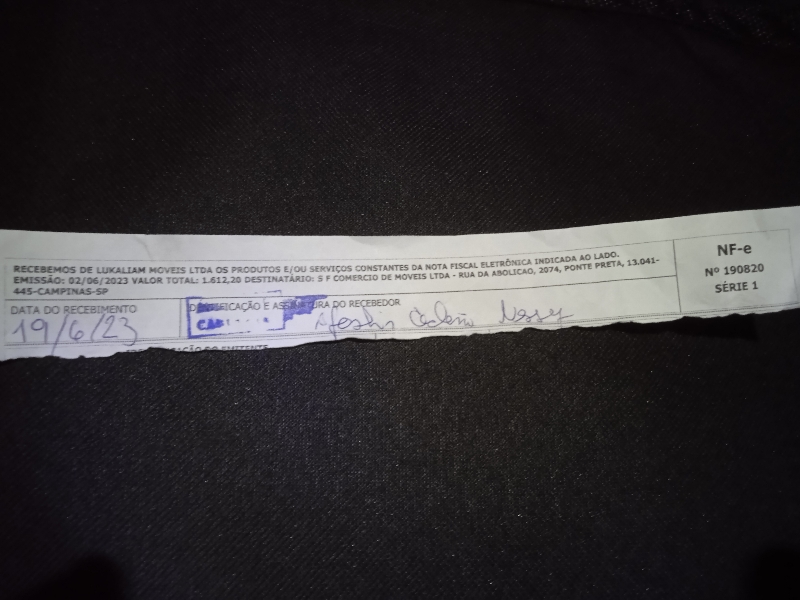 RECEBEMOS DE LUKALIAM MOVEIS LTDA OS PRODUTOS E/OU SERVIÇOS CONSTANTES DA NOTA FISCAL ELETRÔNICA INDICADA AO LADO.
EMISSÃO: 02/06/2023 VALOR TOTAL: 1.612,20 DESTINATÁRIO: S F COMERCIO DE MOVEIS LTDA - RUA DA ABOLICAO, 2074, PONTE PRETA, 13.041-
445-CAMPINAS-SP
NF-e
Nº 190820
SÉRIE 1
DATA DO RECEBIMENTO
19/6/23
E ASSINATURA DO RECEBEDOR